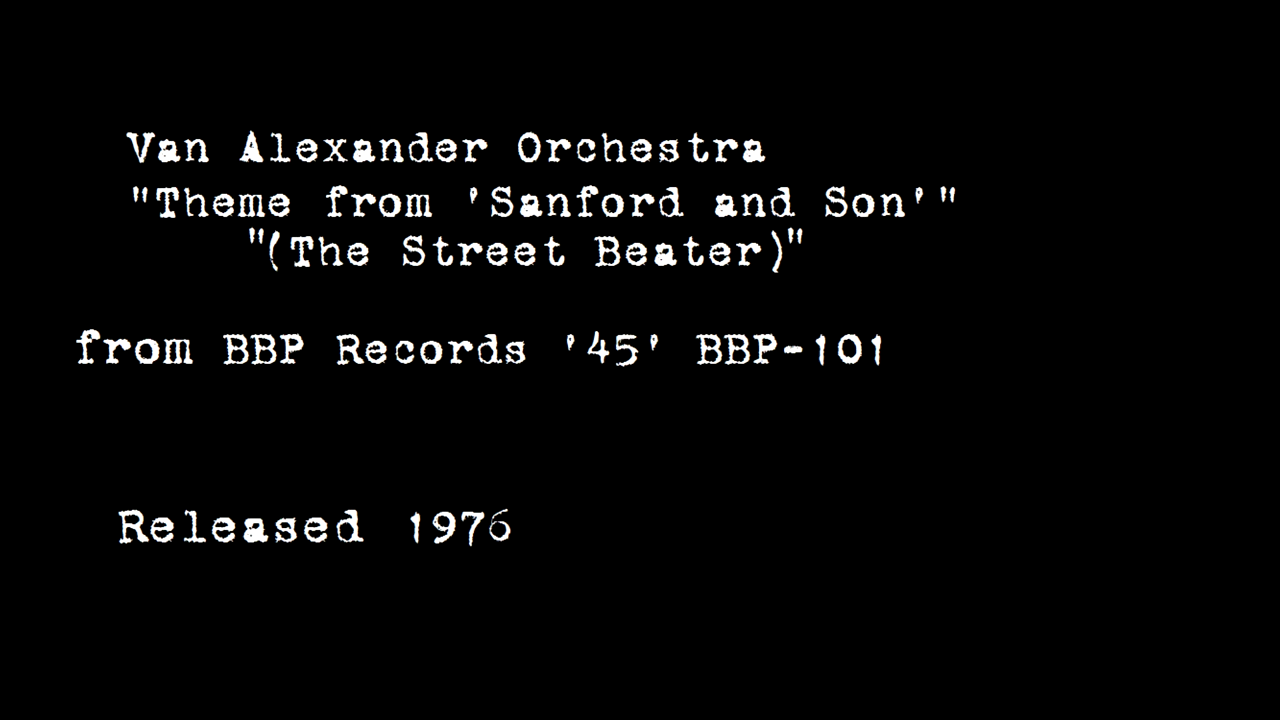 Van Alexander Orchestra
"Theme from 'Sanford and Son'"
"(The Street Beater)"
from BBP Records '45' BBP-101
Released 1976